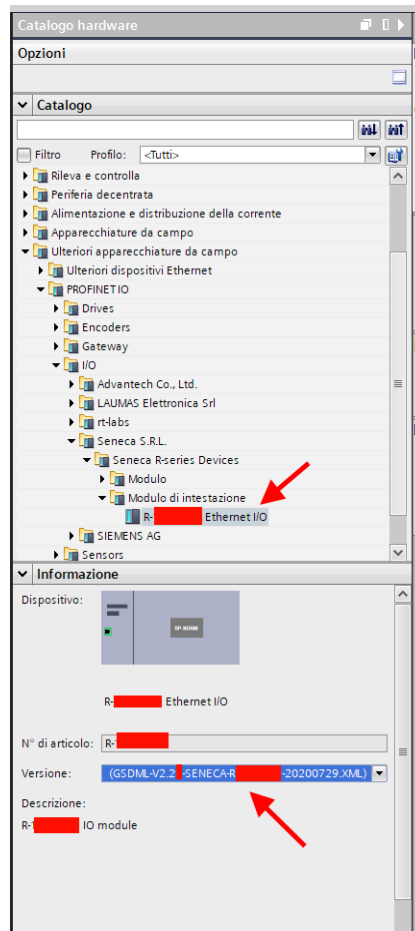 Catalogo hardware
Opzioni
Catalogo
Filtro Profilo: <Tutti>
Rileva e controlla
Periferia decentrata
Alimentazione e distribuzione della corrente
Apparecchiature da campo
Ulteriori apparecchiature da campo
Ulteriori dispositivi Ethernet
PROFINET IO
Drives
Encoders
Gateway
I/O
Advantech Co., Ltd.
LAUMAS Elettronica Srl
rt-labs
Seneca S.R.L.
Seneca R-series Devices
Modulo
Modulo di intestazione
R- Ethernet I/O
SIEMENS AG
Sensors
Informazione
Dispositivo:
DP-NORM
R- Ethernet I/O
N° di articolo: R-
Versione: (GSDML-V2.2 -SENECA-R -20200729.XML)
Descrizione:
R- IO module